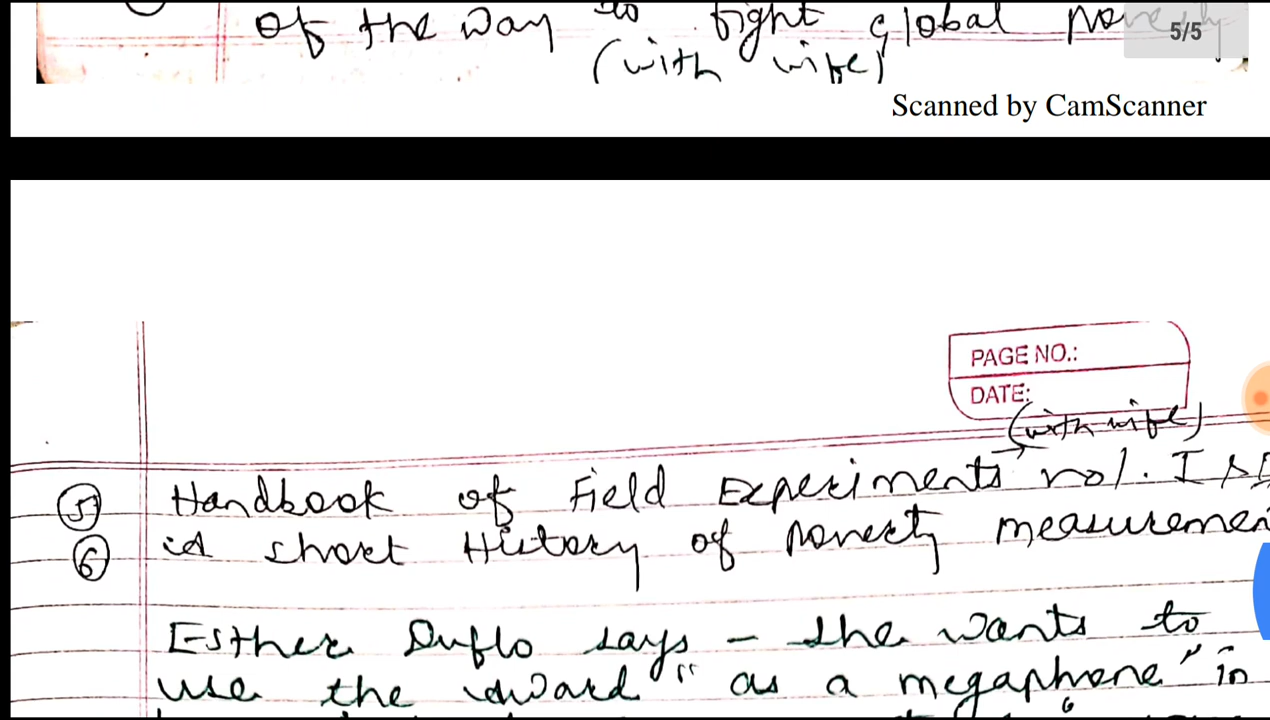 of the way to fight global poverty
5/5
(with wife)
Scanned by CamScanner
PAGE NO.:
DATE:
(with wife)
⑤ Handbook of Field Experiments vol. I &
⑥ A short History of Poverty measuremen
Esther Duflo says - she wants to
use the award "as a megaphone" in